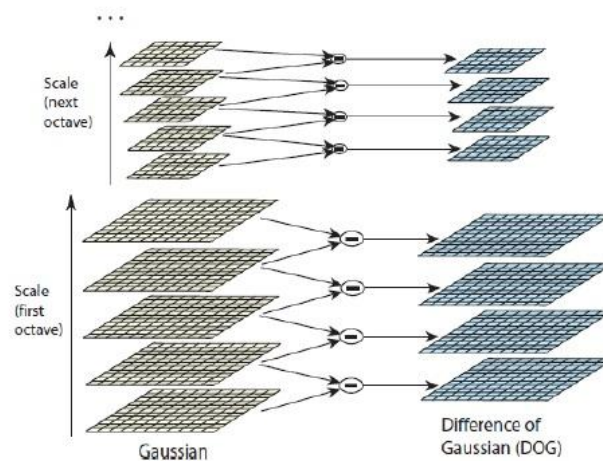 ...
Scale
(next
octave)
Scale
(first
octave)
Gaussian
Difference of
Gaussian (DOG)